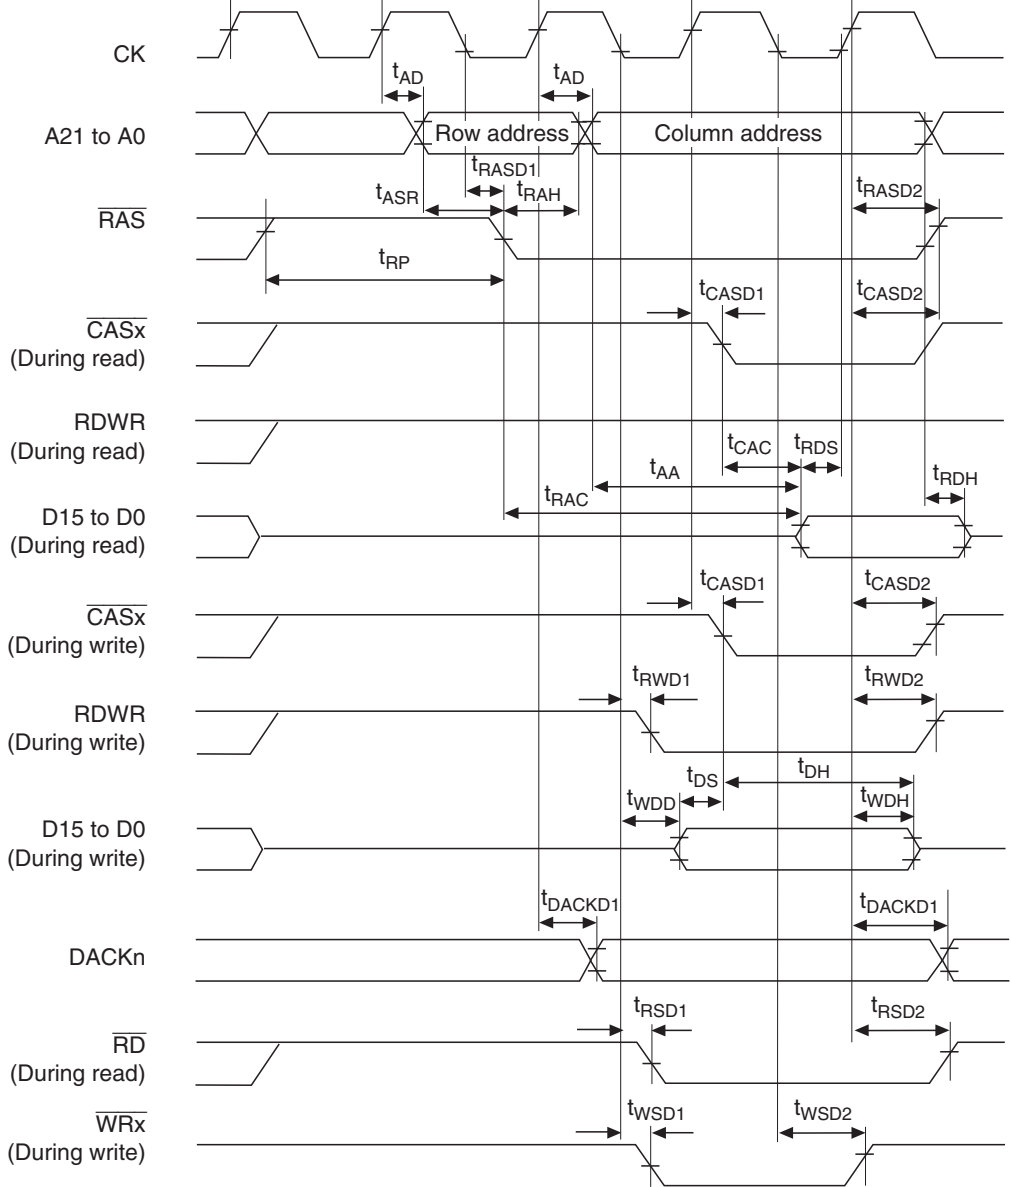 CK
tAD tAD
A21 to A0 Row address Column address
tRASD1
tASR tRAH tRASD2
RAS
tRP
tCASD1 tCASD2
CASx
(During read)
RDWR
(During read)
tCAC tRDS
tAA tRDH
tRAC
D15 to D0
(During read)
tCASD1 tCASD2
CASx
(During write)
tRWD1 tRWD2
RDWR
(During write)
tDS tDH
tWDD tWDH
D15 to D0
(During write)
tDACKD1 tDACKD1
DACKn
tRSD1 tRSD2
RD
(During read)
tWSD1 tWSD2
WRx
(During write)